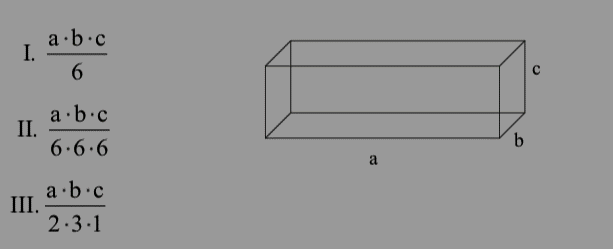 I. a·b·c / 6
II. a·b·c / 6·6·6
III. a·b·c / 2·3·1
c
b
a